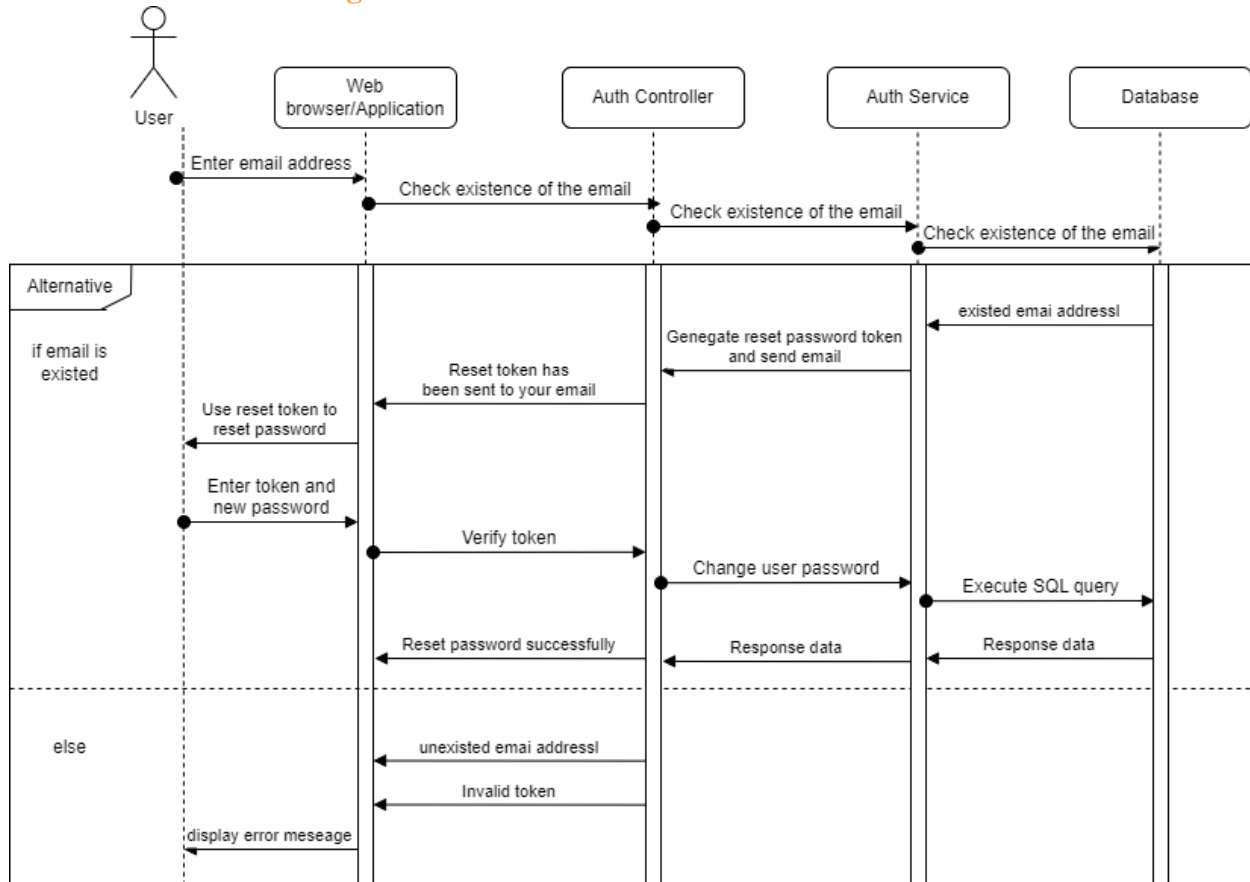 User
Web
browser/Application
Auth Controller
Auth Service
Database
Enter email address
Check existence of the email
Check existence of the email
Check existence of the email
Alternative
existed emai addressl
if email is
existed
Genegate reset password token
and send email
Reset token has
been sent to your email
Use reset token to
reset password
Enter token and
new password
Verify token
Change user password
Execute SQL query
Reset password successfully
Response data
Response data
else
unexisted emai addressl
Invalid token
display error meseage